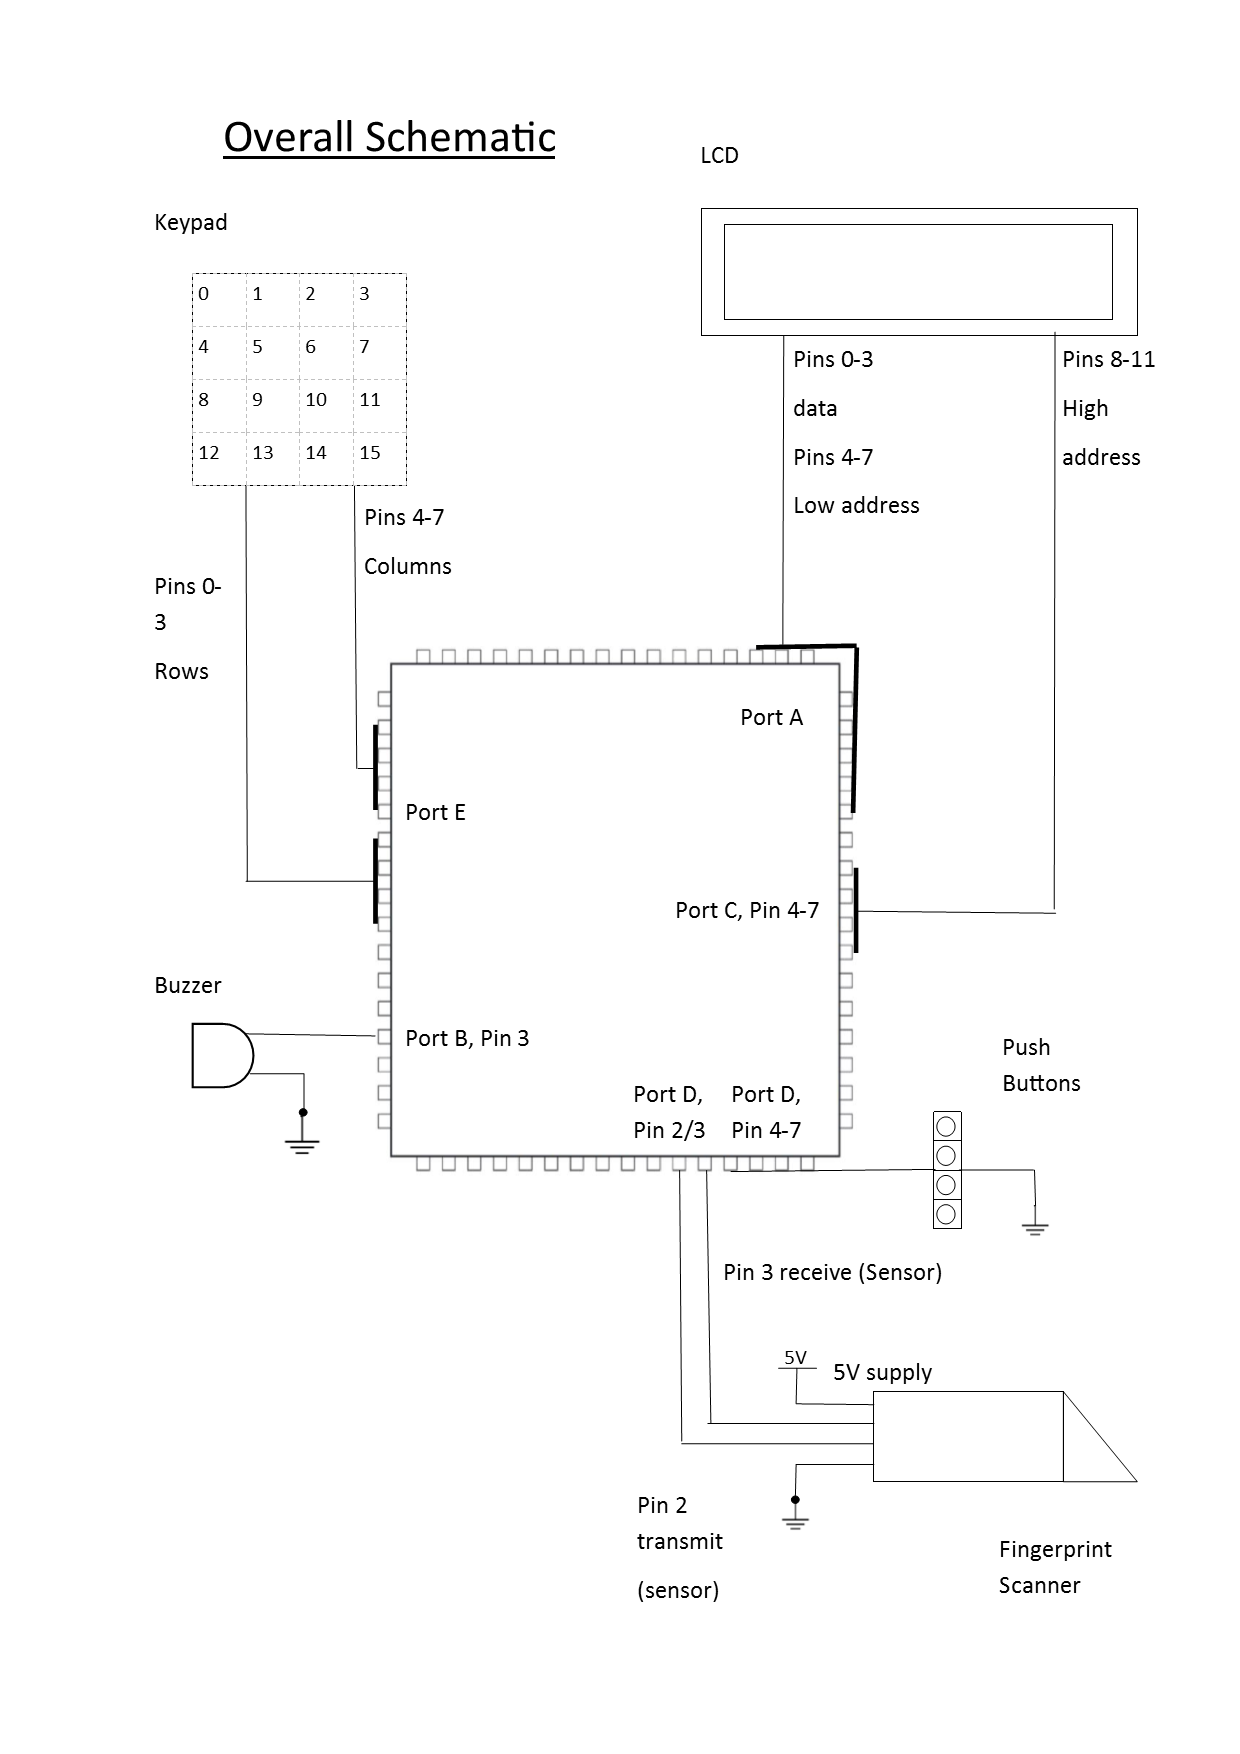 Overall Schematic
LCD
Keypad
0 1 2 3
4 5 6 7
8 9 10 11
12 13 14 15
Pins 0-3
data
Pins 4-7
Low address
Pins 8-11
High
address
Pins 4-7
Columns
Pins 0-
3
Rows
Port A
Port E
Port C, Pin 4-7
Buzzer
Port B, Pin 3
Push
Buttons
Port D,
Pin 2/3
Port D,
Pin 4-7
Pin 3 receive (Sensor)
5V
5V supply
Pin 2
transmit
(sensor)
Fingerprint
Scanner